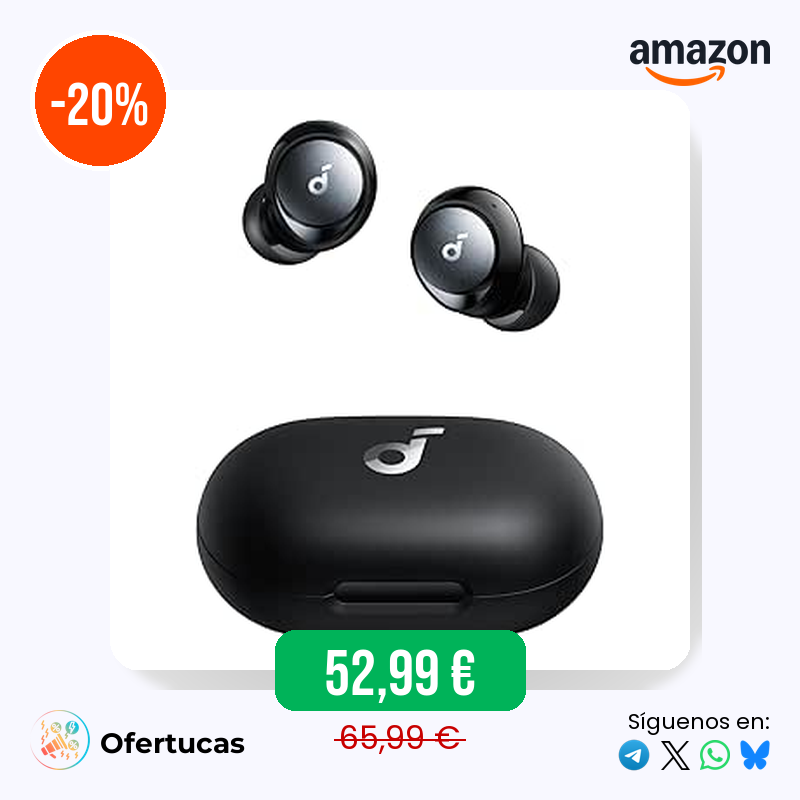 -20%
amazon
52,99 €
65,99 €
Ofertucas
Síguenos en: